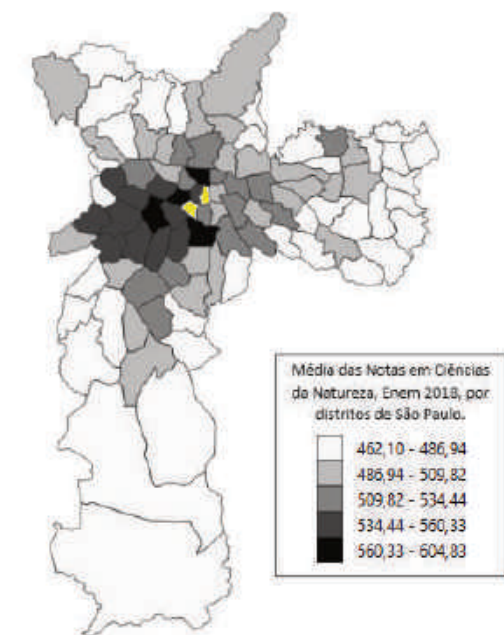 Média das Notas em Ciências
da Natureza, Enem 2018, por
distritos de São Paulo.
462,10 - 486,94
486,94 - 509,82
509,82 - 534,44
534,44 - 560,33
560,33 - 604,83